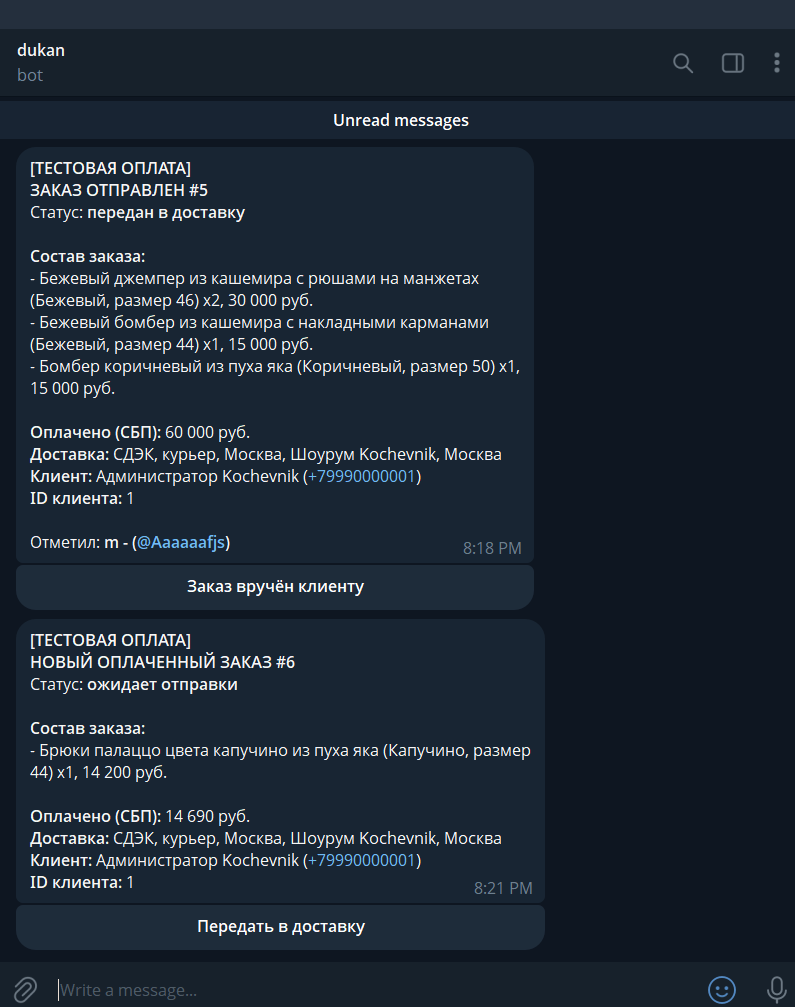 dukan
bot
Unread messages
[ТЕСТОВАЯ ОПЛАТА]
ЗАКАЗ ОТПРАВЛЕН #5
Статус: передан в доставку
Состав заказа:
- Бежевый джемпер из кашемира с рюшами на манжетах
(Бежевый, размер 46) x2, 30 000 руб.
- Бежевый бомбер из кашемира с накладными карманами
(Бежевый, размер 44) x1, 15 000 руб.
- Бомбер коричневый из пуха яка (Коричневый, размер 50) x1,
15 000 руб.
Оплачено (СБП): 60 000 руб.
Доставка: СДЭК, курьер, Москва, Шоурум Kochevnik, Москва
Клиент: Администратор Kochevnik (+79990000001)
ID клиента: 1
Отметил: m - (@Aaaaaafjs)
8:18 PM
Заказ вручён клиенту
[ТЕСТОВАЯ ОПЛАТА]
НОВЫЙ ОПЛАЧЕННЫЙ ЗАКАЗ #6
Статус: ожидает отправки
Состав заказа:
- Брюки палаццо цвета капучино из пуха яка (Капучино, размер
44) x1, 14 200 руб.
Оплачено (СБП): 14 690 руб.
Доставка: СДЭК, курьер, Москва, Шоурум Kochevnik, Москва
Клиент: Администратор Kochevnik (+79990000001)
ID клиента: 1
8:21 PM
Передать в доставку
Write a message...